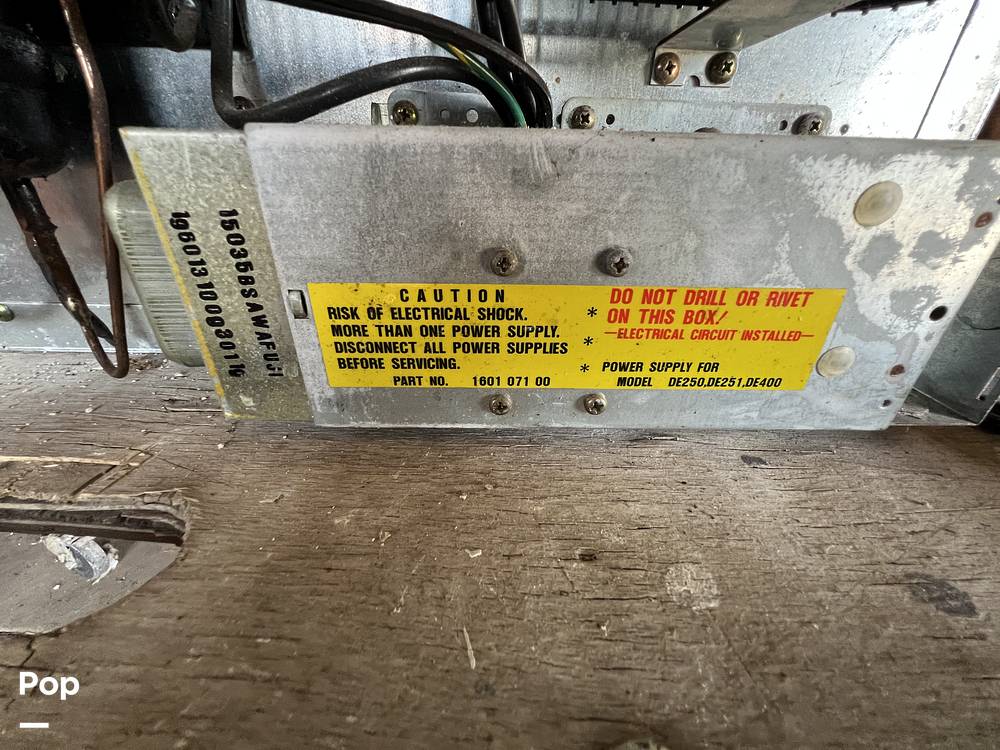 CAUTION
RISK OF ELECTRICAL SHOCK.
MORE THAN ONE POWER SUPPLY.
DISCONNECT ALL POWER SUPPLIES
BEFORE SERVICING.
PART NO. 1601 071 00
* DO NOT DRILL OR RIVET
ON THIS BOX!
—ELECTRICAL CIRCUIT INSTALLED—
*
* POWER SUPPLY FOR
MODEL DE250,DE251,DE400
Pop